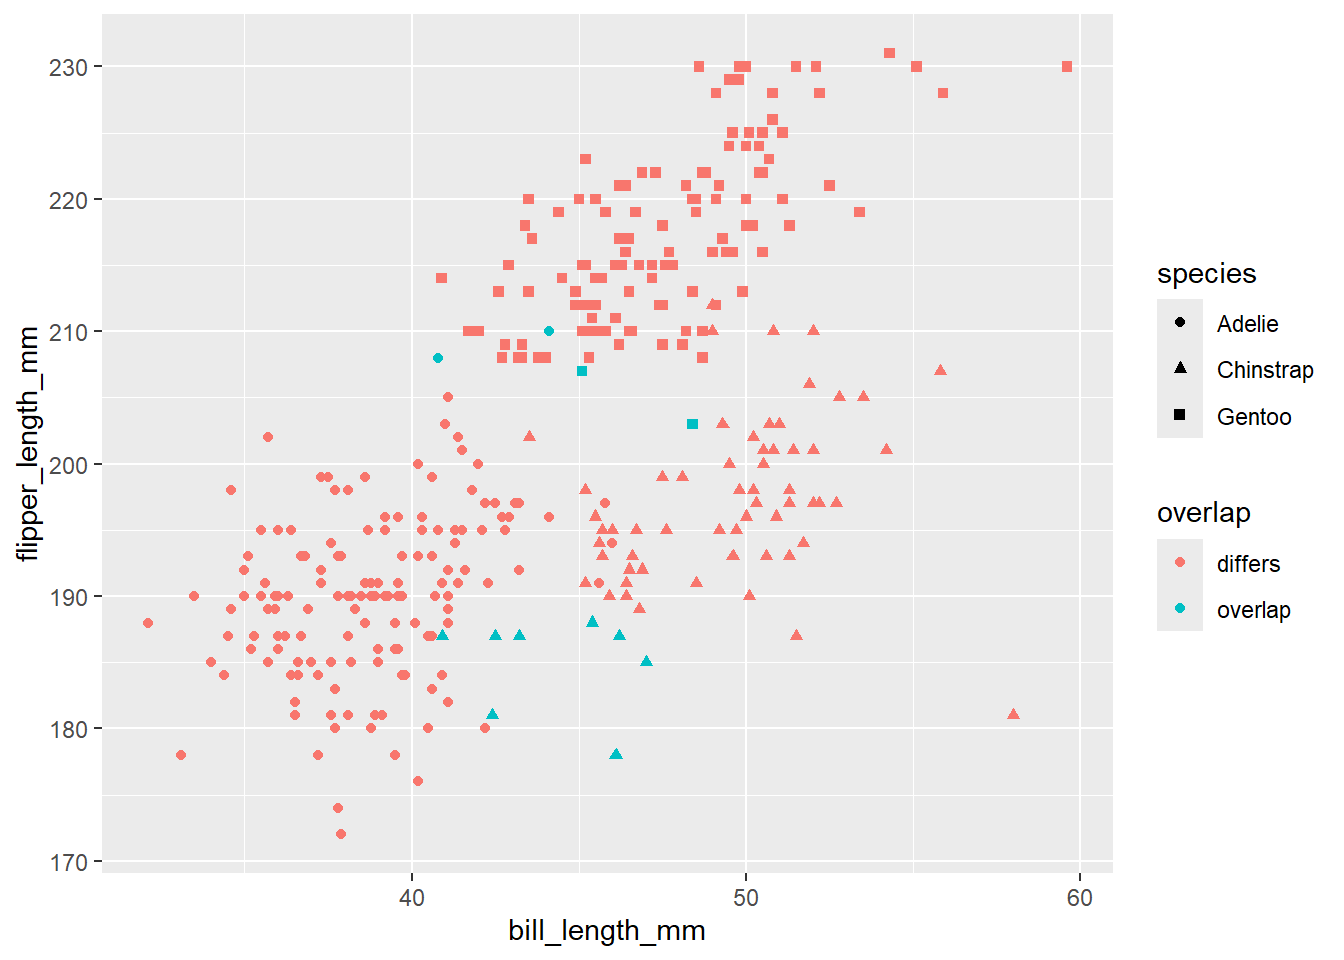 230
220
210
200
190
180
170
flipper_length_mm
40
50
60
bill_length_mm
species
Adelie
Chinstrap
Gentoo
overlap
differs
overlap